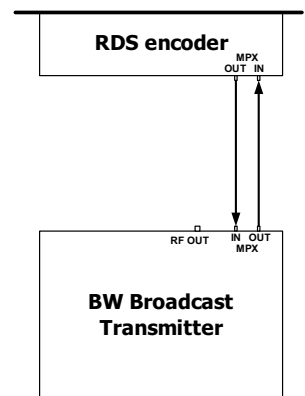 RDS encoder
MPX
OUT IN
RF OUT
IN OUT
MPX
BW Broadcast
Transmitter